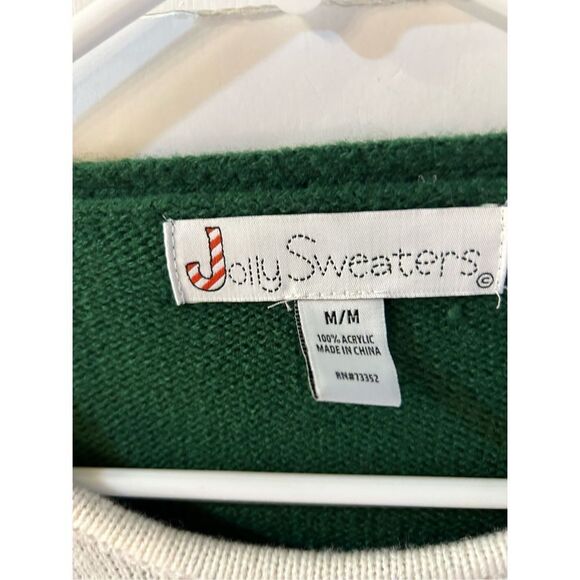 Jolly Sweaters ©
M/M
100% ACRYLIC
MADE IN CHINA
RN#73352